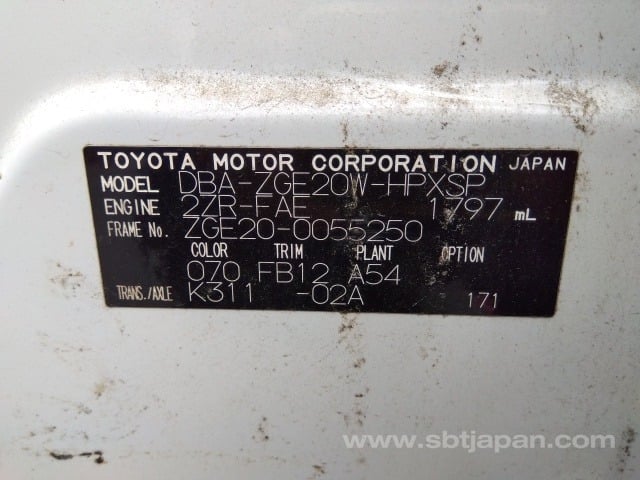 TOYOTA MOTOR CORPORATION JAPAN
MODEL DBA-ZGE20W-HPXSP
ENGINE 2ZR-FAE 1797 mL
FRAME No. ZGE20-0055250
COLOR TRIM PLANT OPTION
070 FB12 A54
TRANS./AXLE K311 -02A 171
www.sbtjapan.com